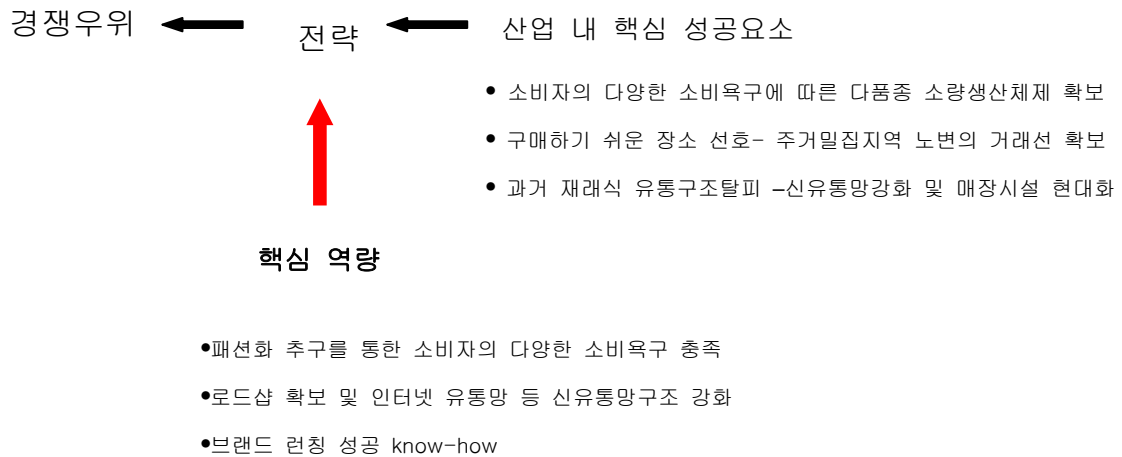 경쟁우위
전략
산업 내 핵심 성공요소
• 소비자의 다양한 소비욕구에 따른 다품종 소량생산체제 확보
• 구매하기 쉬운 장소 선호- 주거밀집지역 노변의 거래선 확보
• 과거 재래식 유통구조탈피 –신유통망강화 및 매장시설 현대화
핵심 역량
•패션화 추구를 통한 소비자의 다양한 소비욕구 충족
•로드샵 확보 및 인터넷 유통망 등 신유통망구조 강화
•브랜드 런칭 성공 know-how